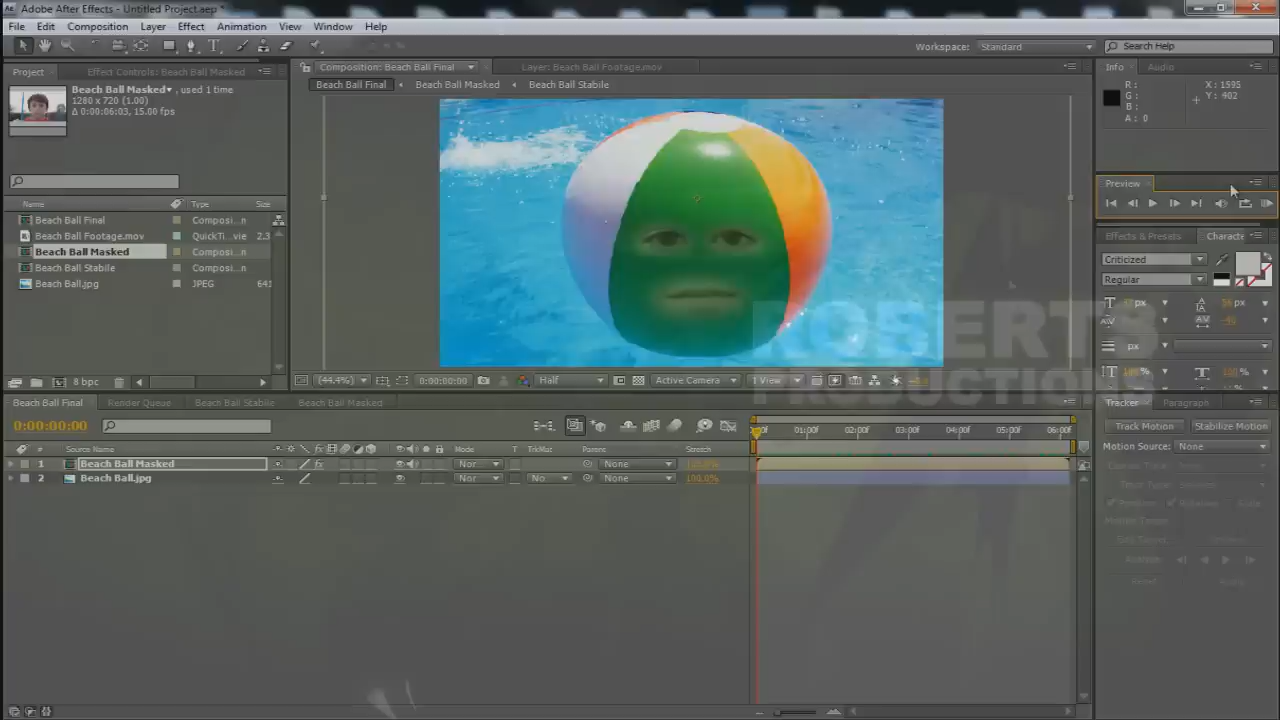 Adobe After Effects - Untitled Project.aep *
File Edit Composition Layer Effect Animation View Window Help
Workspace: Standard Search Help
Project Effect Controls: Beach Ball Masked
Composition: Beach Ball Final Layer: Beach Ball Footage.mov
Info Audio
Beach Ball Final Beach Ball Masked Beach Ball Stabile
Beach Ball Masked , used 1 time
1280 x 720 (1.00)
Δ 0:00:06:03, 15.00 fps
R:
G:
B:
A: 0
X: 1595
Y: 402
Preview
Name Type Size
Beach Ball Final Composi...n
Beach Ball Footage.mov QuickTi...vie 2.3
Beach Ball Masked Composi...n
Beach Ball Stabile Composi...n
Beach Ball.jpg JPEG 641
Effects & Presets Characte
Criticized
Regular
px px
px
100 % 100 %
ROBERTS
PRODUCTIONS
8 bpc
(44.4%) 0:00:00:00 Half Active Camera 1 View
Beach Ball Final Render Queue Beach Ball Stabile Beach Ball Masked
Tracker Paragraph
0:00:00:00
01:00f 02:00f 03:00f 04:00f 05:00f 06:00f
Track Motion Stabilize Motion
Motion Source: None
# Source Name Mode T TrkMat Parent Stretch
1 Beach Ball Masked Nor None 100.0%
2 Beach Ball.jpg Nor No... None 100.0%